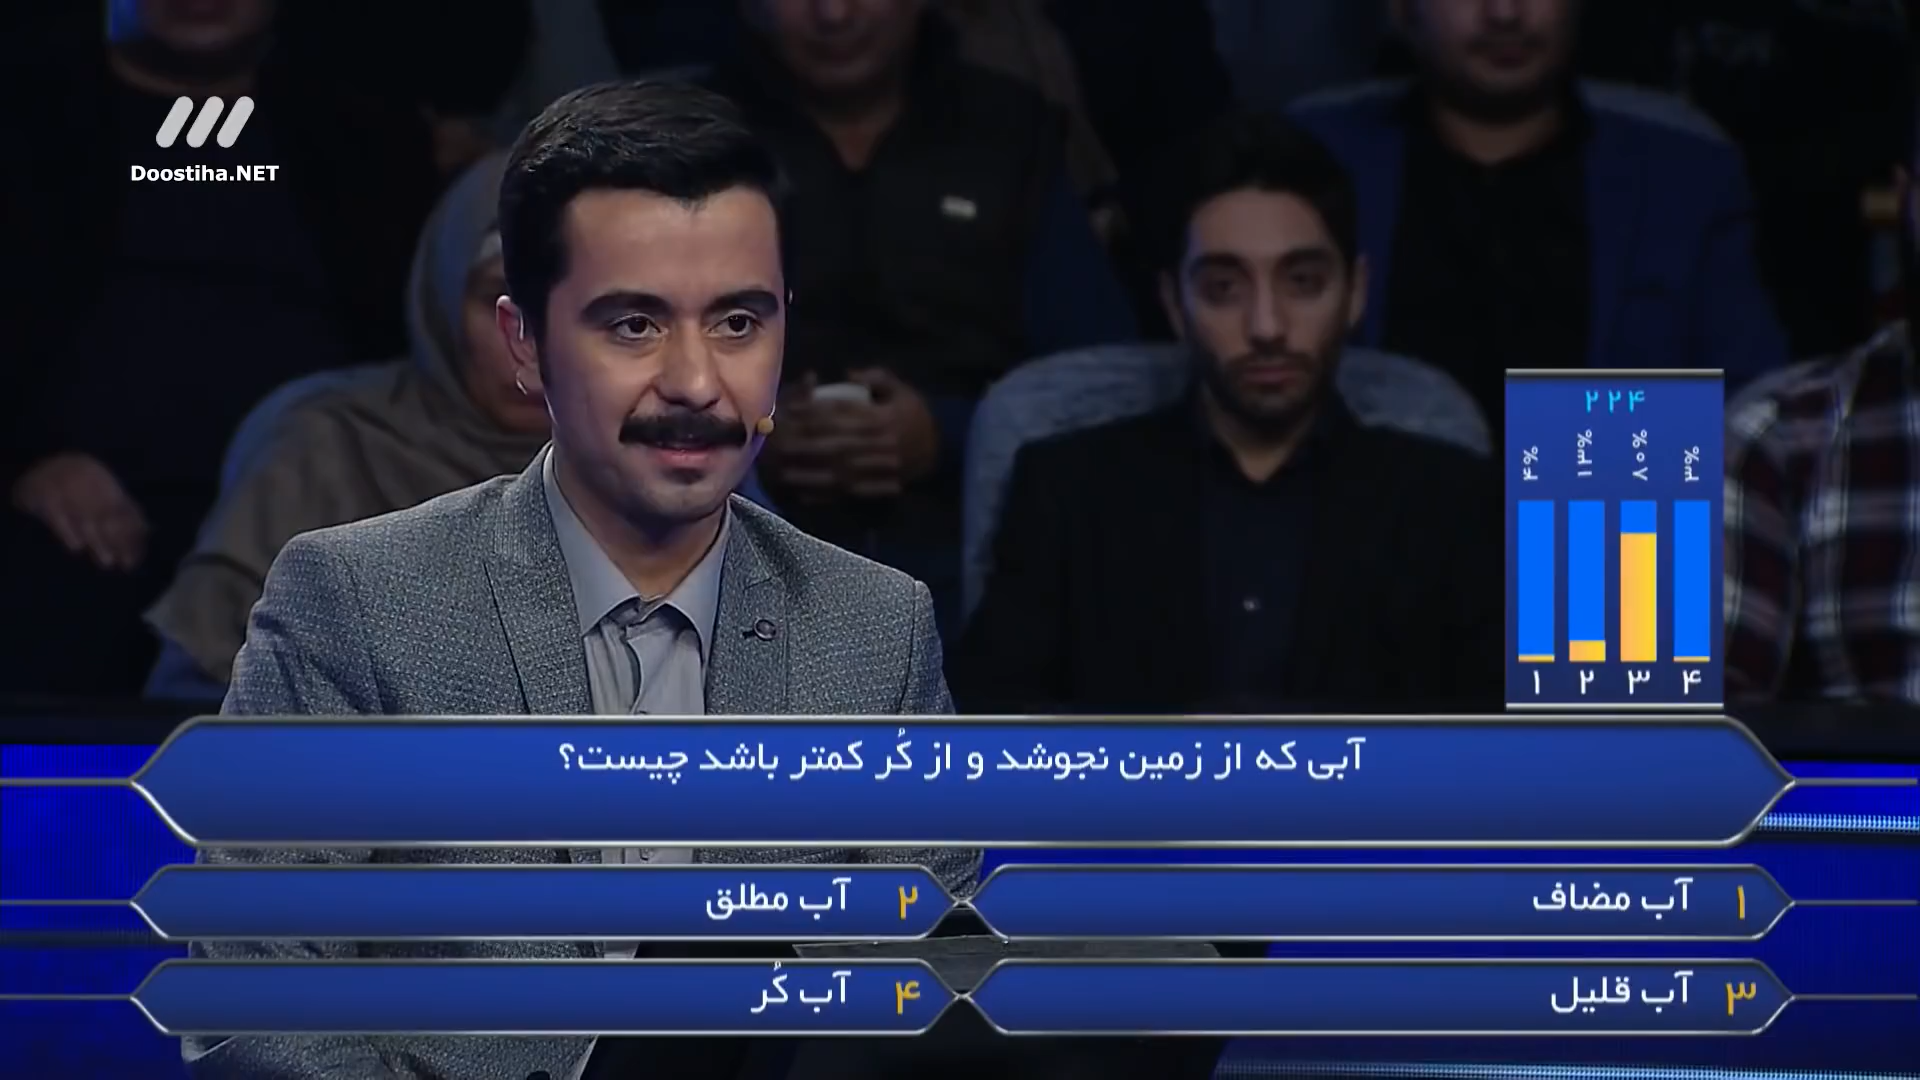 Doostiha.NET
۲۲۴
۴%
۱۳%
۸۰%
۳%
۱ ۲ ۳ ۴
آبی که از زمین نجوشد و از کُر کمتر باشد چیست؟
۱ آب مضاف
۲ آب مطلق
۳ آب قلیل
۴ آب کُر